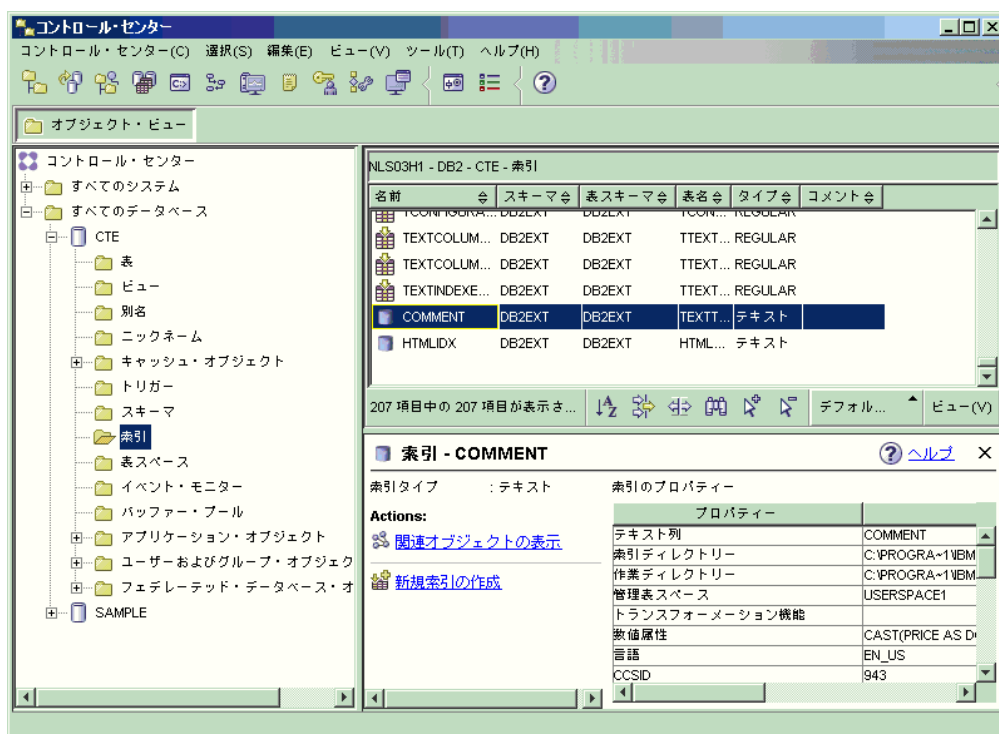 コントロール・センター
コントロール・センター(C) 選択(S) 編集(E) ビュー(V) ツール(T) ヘルプ(H)
オブジェクト・ビュー
コントロール・センター
すべてのシステム
すべてのデータベース
CTE
表
ビュー
別名
ニックネーム
キャッシュ・オブジェクト
トリガー
スキーマ
索引
表スペース
イベント・モニター
バッファー・プール
アプリケーション・オブジェクト
ユーザーおよびグループ・オブジェク
フェデレーテッド・データベース・オ
SAMPLE
NLS03H1 - DB2 - CTE - 索引
名前 スキーマ 表スキーマ 表名 タイプ コメント
TCONFIGURA... DB2EXT DB2EXT TCON... REGULAR
TEXTCOLUM... DB2EXT DB2EXT TTEXT... REGULAR
TEXTCOLUM... DB2EXT DB2EXT TTEXT... REGULAR
TEXTINDEXE... DB2EXT DB2EXT TTEXT... REGULAR
COMMENT DB2EXT DB2EXT TEXTT... テキスト
HTMLIDX DB2EXT DB2EXT HTML... テキスト
207 項目中の 207 項目が表示さ... デフォル... ビュー(V)
索引 - COMMENT ヘルプ
索引タイプ : テキスト
Actions:
関連オブジェクトの表示
新規索引の作成
索引のプロパティー
プロパティー
テキスト列 COMMENT
索引ディレクトリー C:\PROGRA~1\IBM
作業ディレクトリー C:\PROGRA~1\IBM
管理表スペース USERSPACE1
トランスフォーメーション機能
数値属性 CAST(PRICE AS D
言語 EN_US
CCSID 943